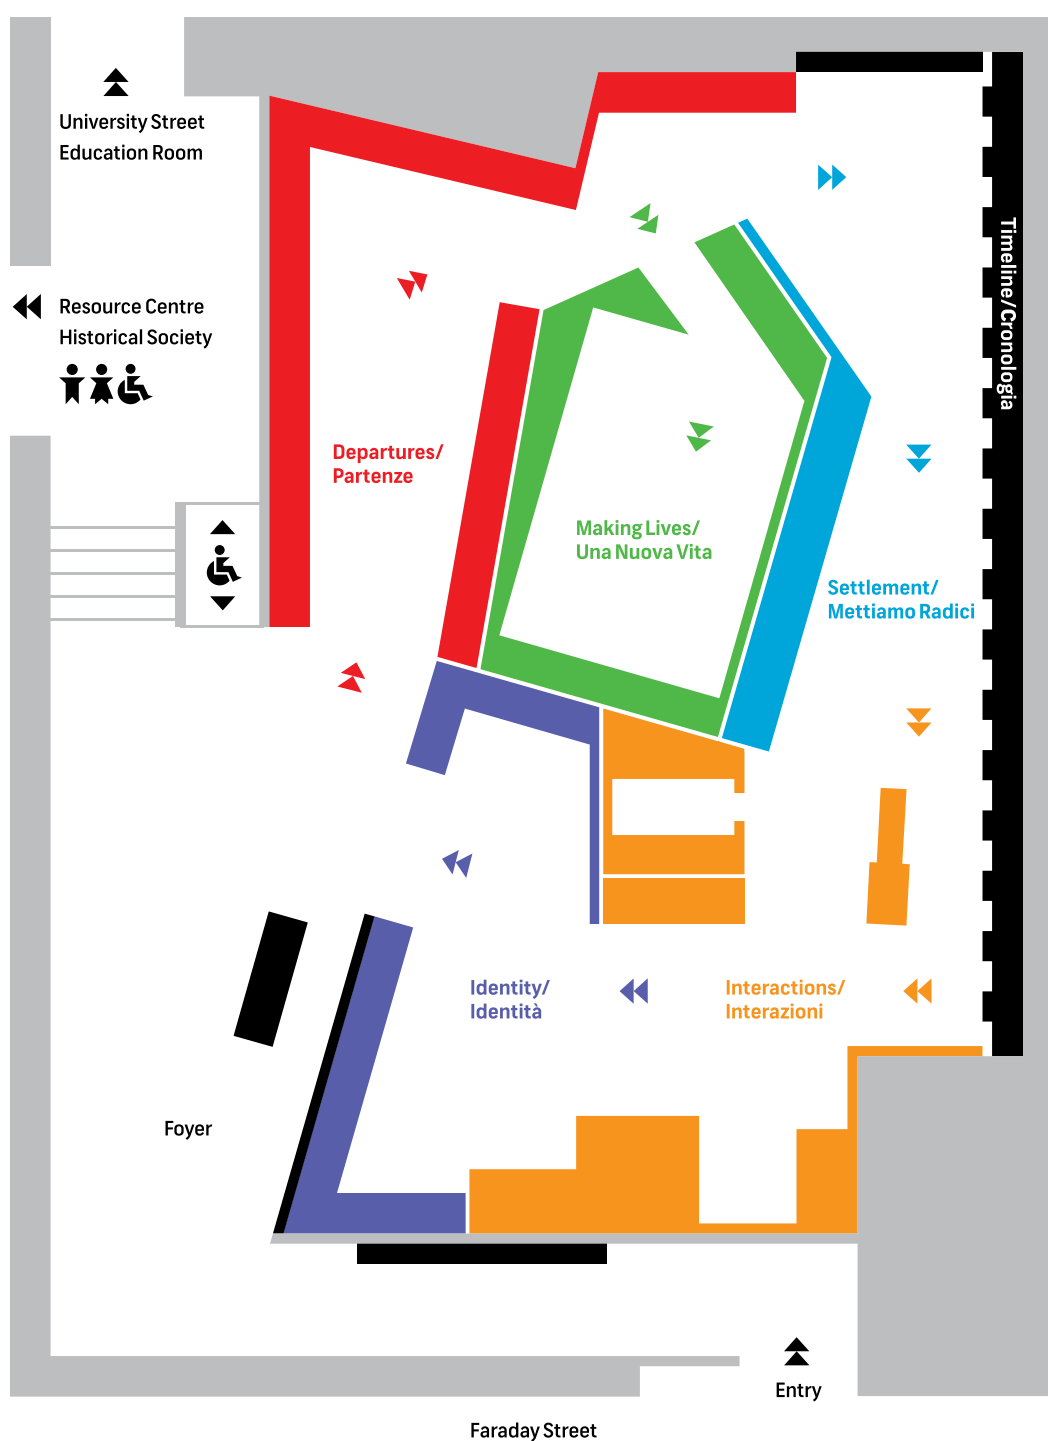 University Street
Education Room
Resource Centre
Historical Society
Timeline/Cronologia
Departures/
Partenze
Making Lives/
Una Nuova Vita
Settlement/
Mettiamo Radici
Identity/
Identità
Interactions/
Interazioni
Foyer
Entry
Faraday Street